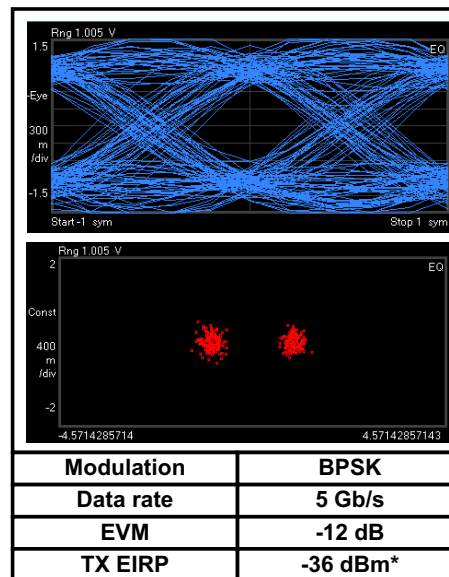 Rng 1.005 V
1.5
EQ
-Eye
300
m
/div
-1.5
Start -1 sym
Stop 1 sym
Rng 1.005 V
2
EQ
Const
400
m
/div
-2
-4.5714285714
4.57142857143
Modulation BPSK
Data rate 5 Gb/s
EVM -12 dB
TX EIRP -36 dBm*